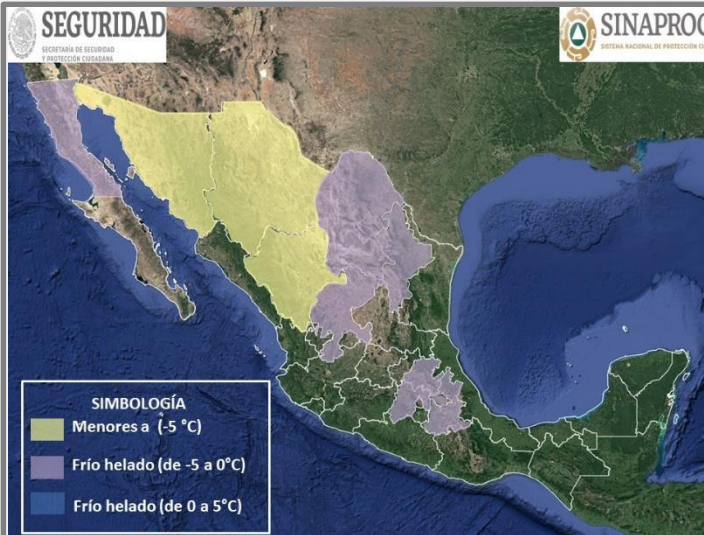 SEGURIDAD
SECRETARÍA DE SEGURIDAD
Y PROTECCIÓN CIUDADANA
SINAPROC
SISTEMA NACIONAL DE PROTECCIÓN CI
SIMBOLOGÍA
Menores a (-5 °C)
Frío helado (de -5 a 0°C)
Frío helado (de 0 a 5°C)